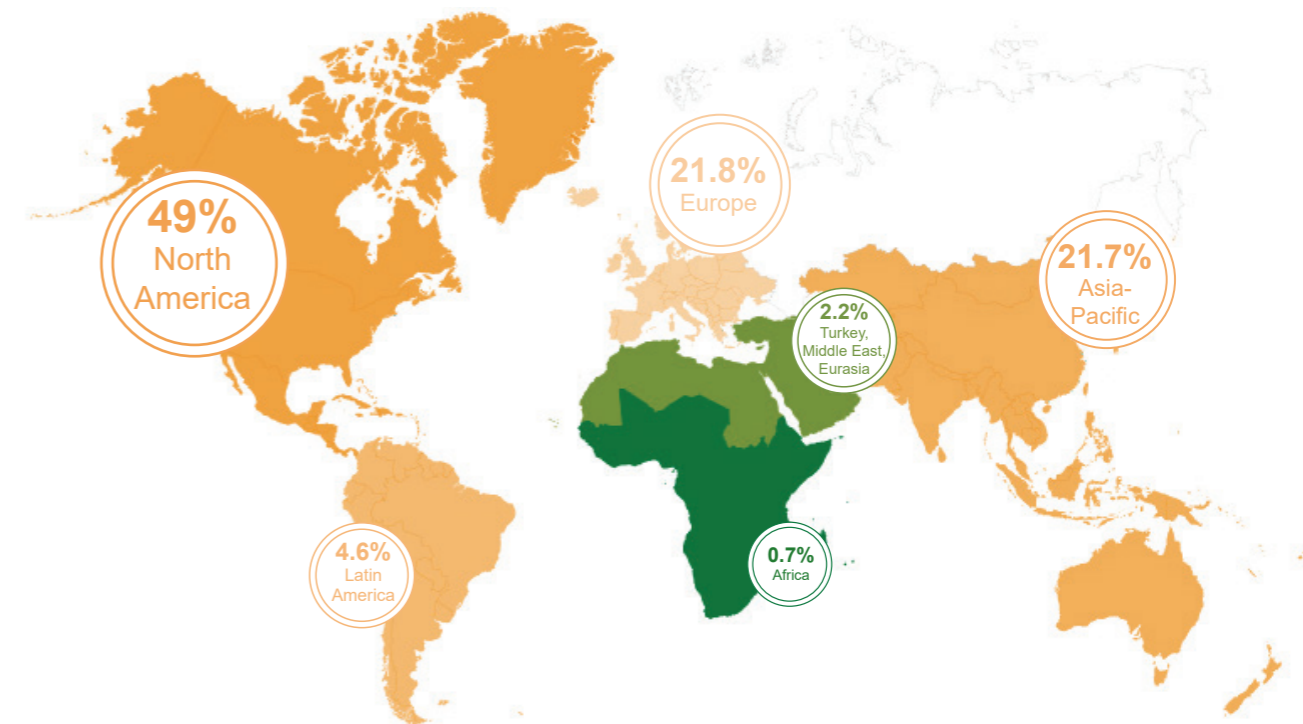 49%
North
America
21.8%
Europe
21.7%
Asia-
Pacific
2.2%
Turkey,
Middle East,
Eurasia
4.6%
Latin
America
0.7%
Africa